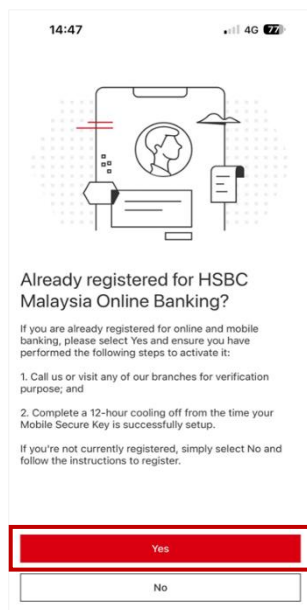 14:47
4G 77
Already registered for HSBC
Malaysia Online Banking?
If you are already registered for online and mobile
banking, please select Yes and ensure you have
performed the following steps to activate it:
1. Call us or visit any of our branches for verification
purpose; and
2. Complete a 12-hour cooling off from the time your
Mobile Secure Key is successfully setup.
If you're not currently registered, simply select No and
follow the instructions to register.
Yes
No